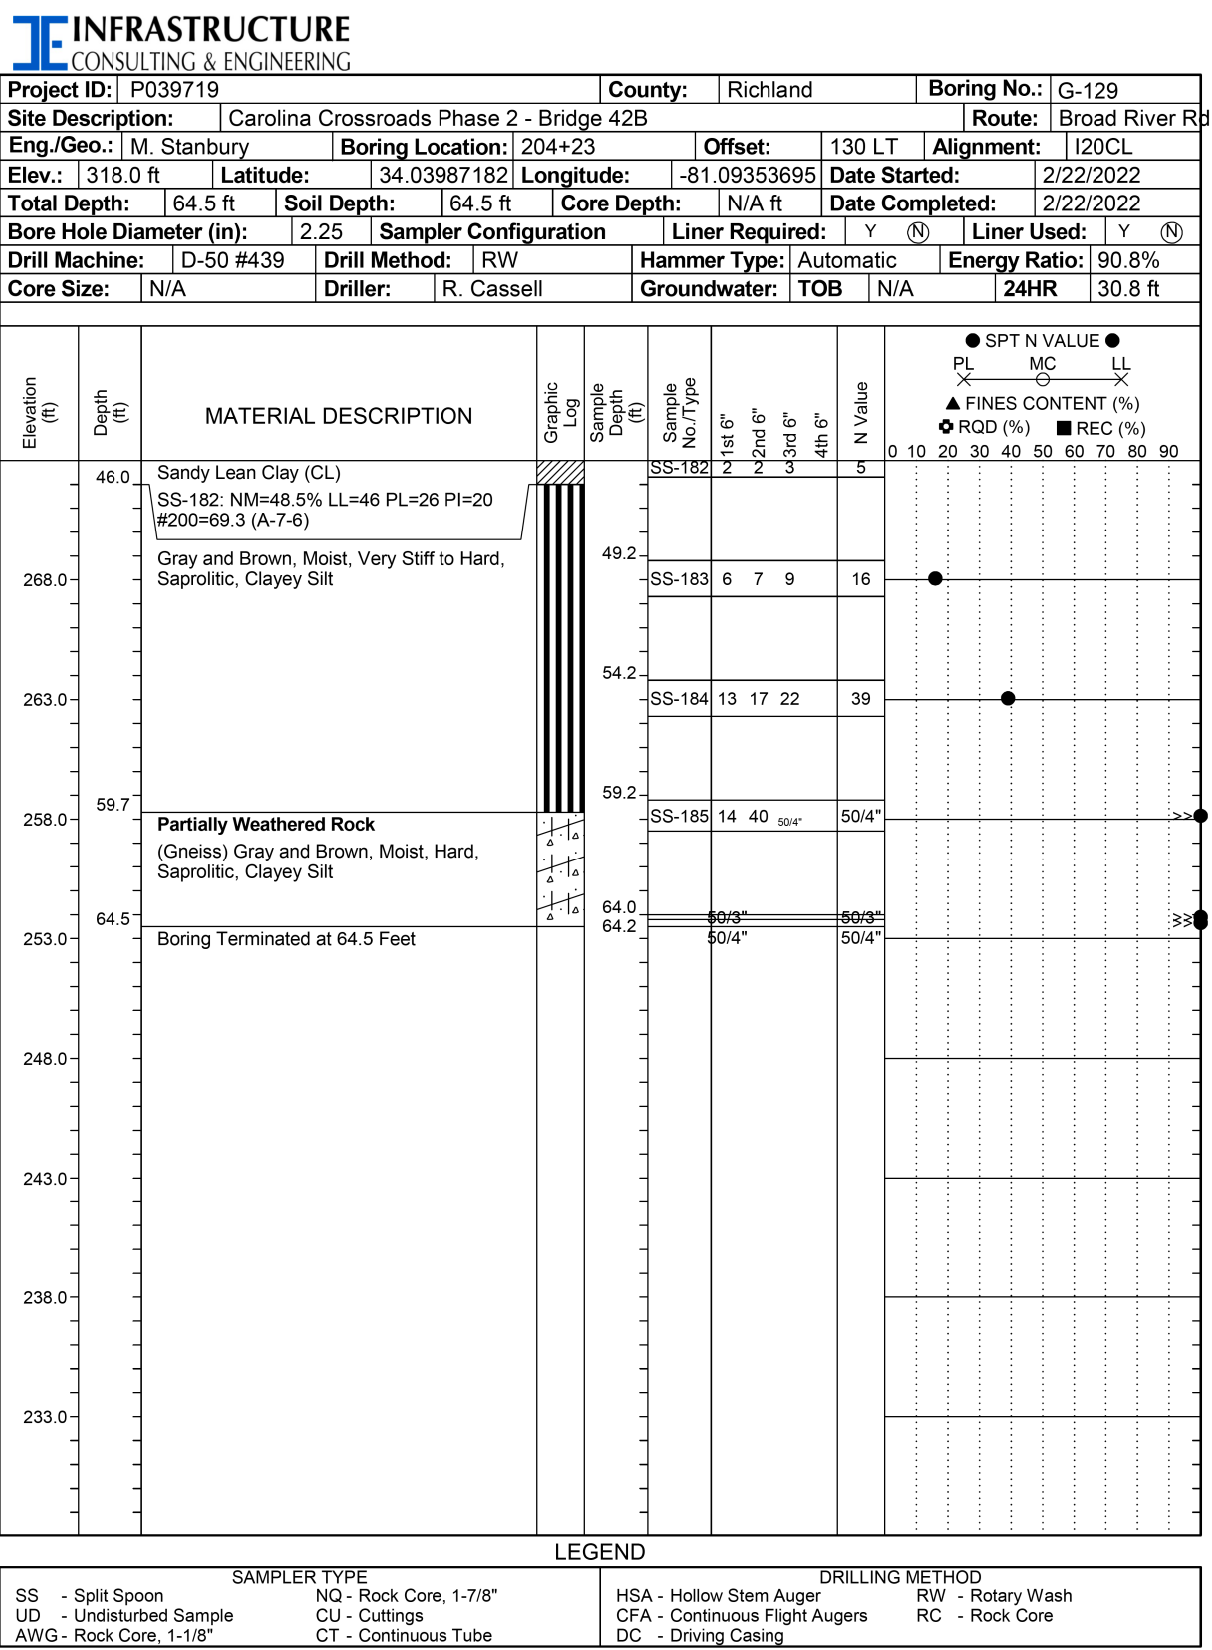 INFRASTRUCTURE
CONSULTING & ENGINEERING
Project ID: P039719 County: Richland Boring No.: G-129
Site Description: Carolina Crossroads Phase 2 - Bridge 42B Route: Broad River Rd
Eng./Geo.: M. Stanbury Boring Location: 204+23 Offset: 130 LT Alignment: I20CL
Elev.: 318.0 ft Latitude: 34.03987182 Longitude: -81.09353695 Date Started: 2/22/2022
Total Depth: 64.5 ft Soil Depth: 64.5 ft Core Depth: N/A ft Date Completed: 2/22/2022
Bore Hole Diameter (in): 2.25 Sampler Configuration Liner Required: Y N Liner Used: Y N
Drill Machine: D-50 #439 Drill Method: RW Hammer Type: Automatic Energy Ratio: 90.8%
Core Size: N/A Driller: R. Cassell Groundwater: TOB N/A 24HR 30.8 ft
Elevation (ft)
Depth (ft)
MATERIAL DESCRIPTION
Graphic Log
Sample Depth (ft)
Sample No./Type
1st 6"
2nd 6"
3rd 6"
4th 6"
N Value
SPT N VALUE
PL MC LL
FINES CONTENT (%)
RQD (%) REC (%)
0 10 20 30 40 50 60 70 80 90
46.0 Sandy Lean Clay (CL) SS-182 2 2 3 5
SS-182: NM=48.5% LL=46 PL=26 PI=20
#200=69.3 (A-7-6)
Gray and Brown, Moist, Very Stiff to Hard, 49.2
268.0 Saprolitic, Clayey Silt SS-183 6 7 9 16
54.2
263.0 SS-184 13 17 22 39
59.2
59.7
258.0 Partially Weathered Rock SS-185 14 40 50/4" 50/4" >>
(Gneiss) Gray and Brown, Moist, Hard,
Saprolitic, Clayey Silt
64.0
64.5 50/3" 50/3" >>
64.2 >>
253.0 Boring Terminated at 64.5 Feet 50/4" 50/4"
248.0
243.0
238.0
233.0
LEGEND
SAMPLER TYPE DRILLING METHOD
SS - Split Spoon NQ - Rock Core, 1-7/8" HSA - Hollow Stem Auger RW - Rotary Wash
UD - Undisturbed Sample CU - Cuttings CFA - Continuous Flight Augers RC - Rock Core
AWG - Rock Core, 1-1/8" CT - Continuous Tube DC - Driving Casing